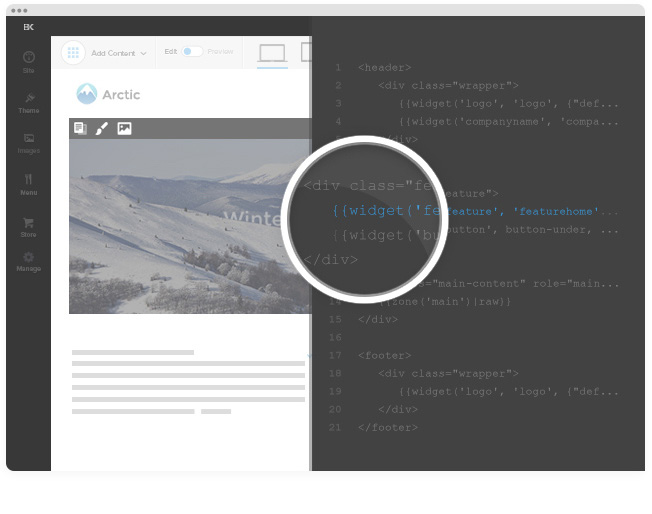 BK
Site
Theme
Images
Menu
Store
Manage
Add Content
Edit
Preview
Arctic
Winte
1 <header>
2 <div class="wrapper">
3 {{widget('logo', 'logo', {"def...
4 {{widget('companyname', 'compa...
div>
<div class="fe
eature">
{{widget('fe
feature', 'featurehome'...
{{widget('bu
button', button-under, ...
</div>
="main-content" role="main...
14 zone('main')|raw}}
15 </div>
16
17 <footer>
18 <div class="wrapper">
19 {{widget('logo', 'logo', {"def...
20 </div>
21 </footer>